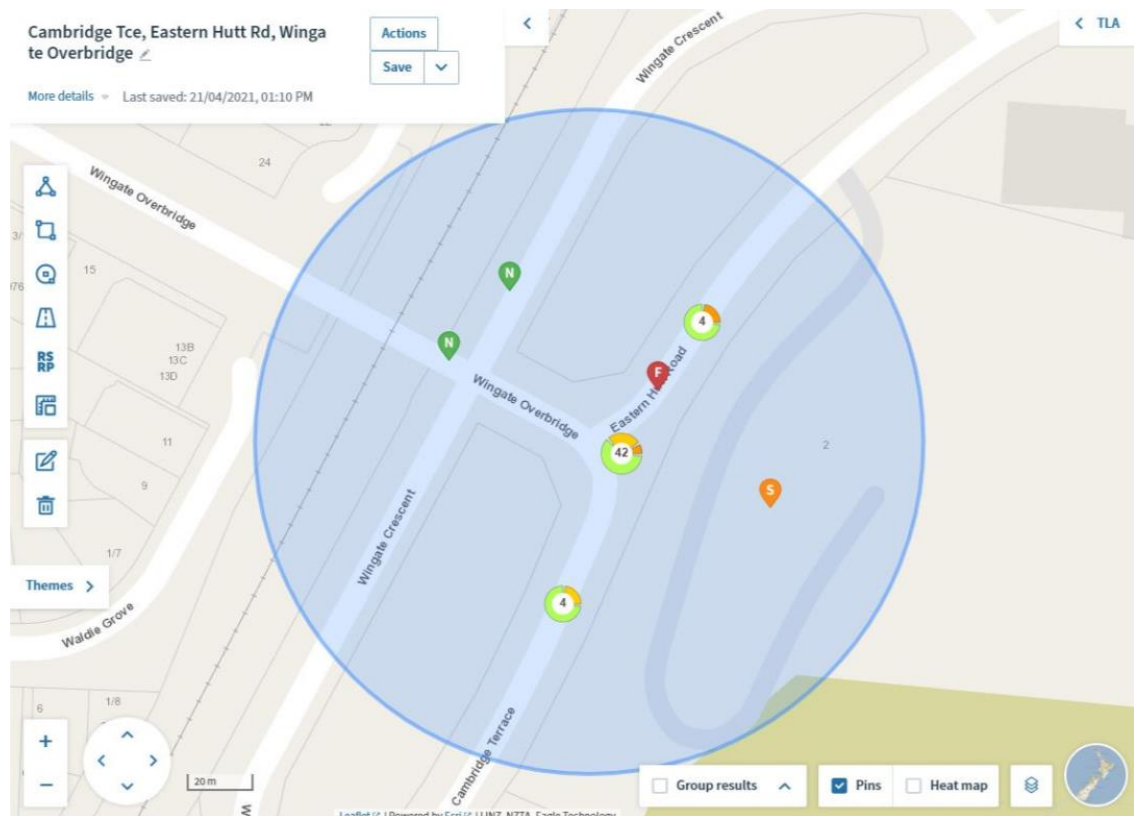 Cambridge Tce, Eastern Hutt Rd, Winga
te Overbridge
Actions
Save
More details
Last saved: 21/04/2021, 01:10 PM
TLA
Wingate Crescent
24
Wingate Overbridge
15
13B
13C
13D
11
9
1/7
N
N
4
F
Wingate Overbridge
42
2
S
Wingate Crescent
4
RS
RP
Themes
Waldie Grove
6
1/8
Cambridge Terrace
20 m
Group results
Pins
Heat map